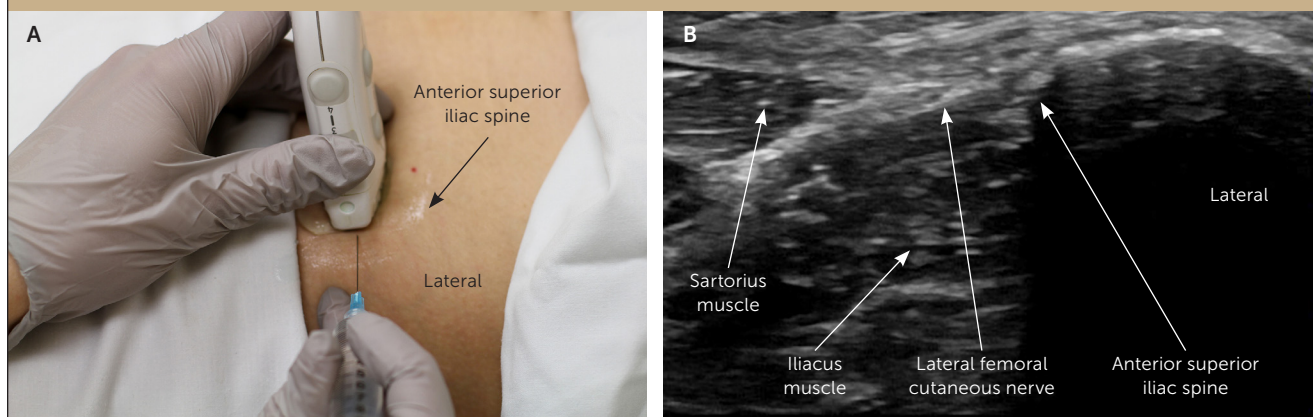 A
Anterior superior
iliac spine
Lateral
B
Lateral
Sartorius
muscle
Iliacus
muscle
Lateral femoral
cutaneous nerve
Anterior superior
iliac spine